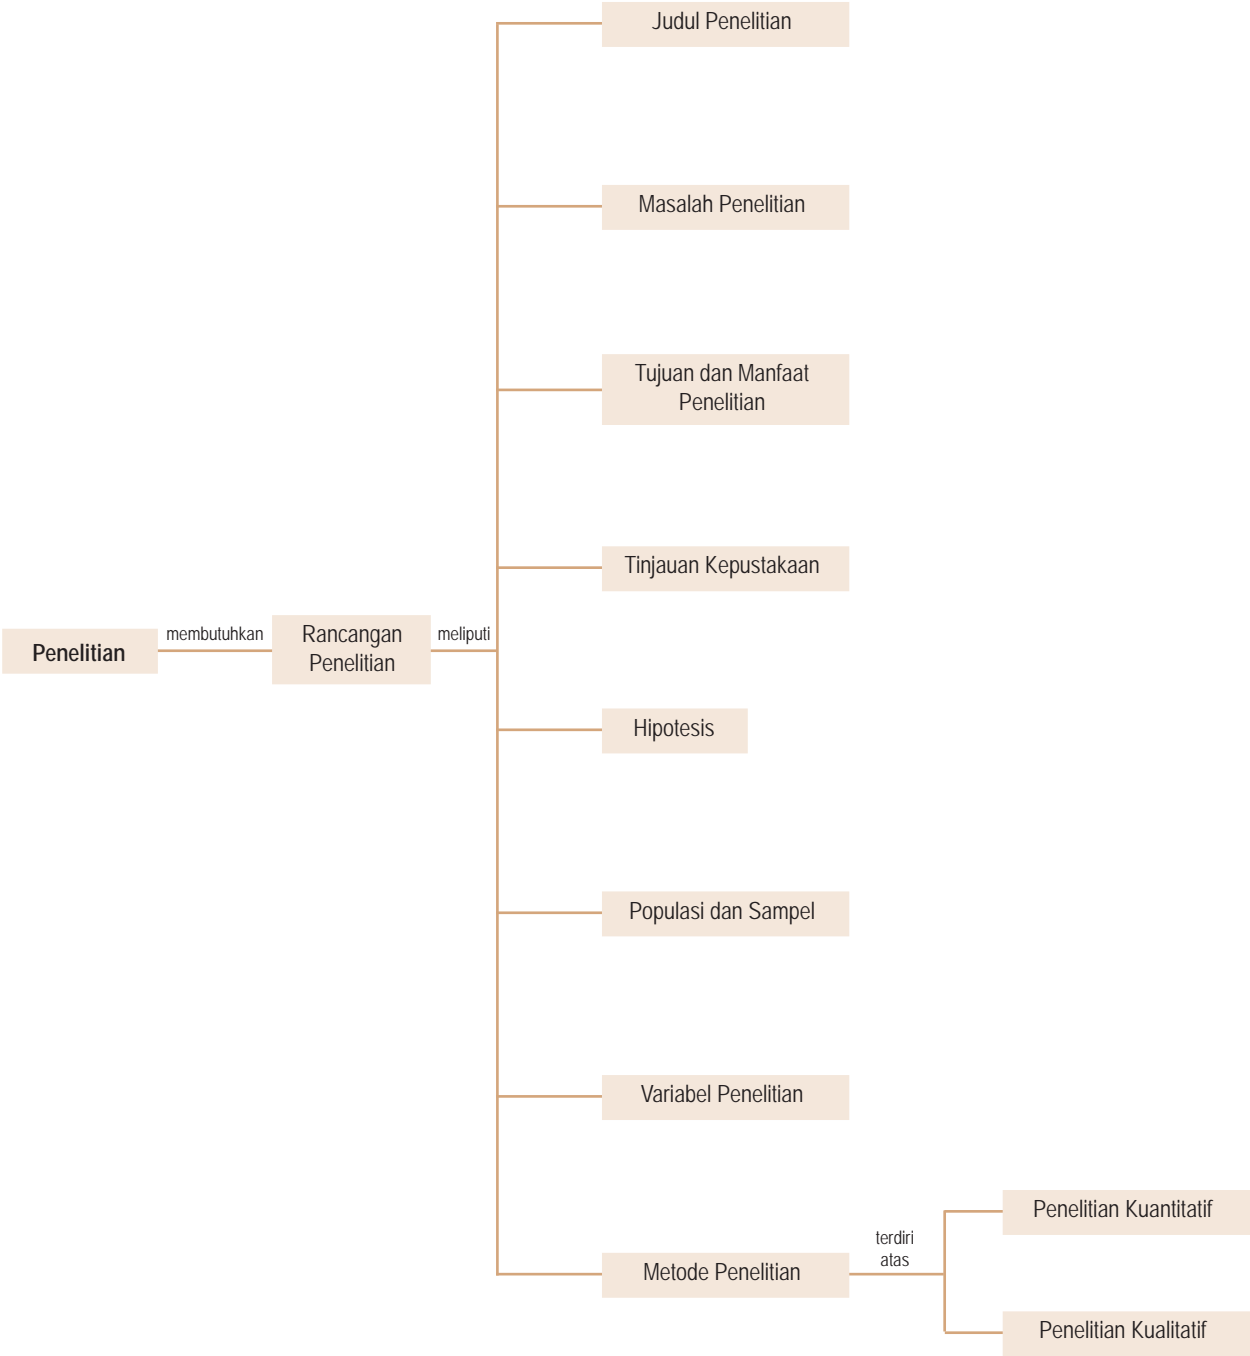 Judul Penelitian
Masalah Penelitian
Tujuan dan Manfaat
Penelitian
Tinjauan Kepustakaan
Penelitian
membutuhkan
Rancangan
Penelitian
meliputi
Hipotesis
Populasi dan Sampel
Variabel Penelitian
Metode Penelitian
terdiri
atas
Penelitian Kuantitatif
Penelitian Kualitatif